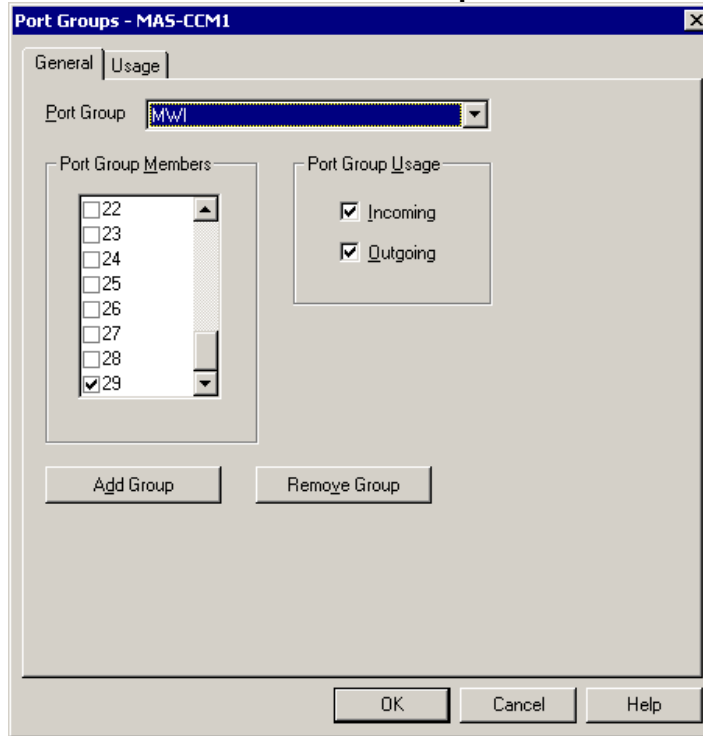 Port Groups - MAS-CCM1
General Usage
Port Group MWI
Port Group Members
22
23
24
25
26
27
28
29
Port Group Usage
Incoming
Outgoing
Add Group Remove Group
OK Cancel Help